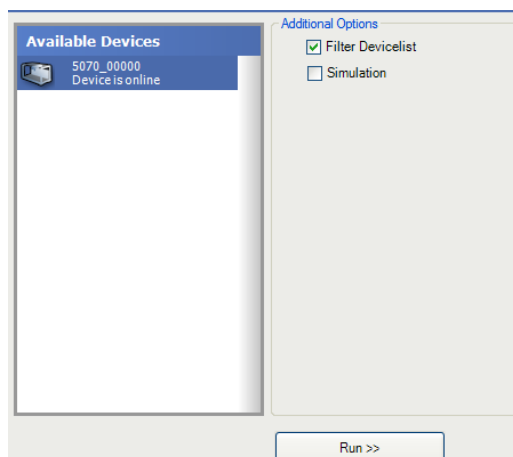 Available Devices
5070_00000
Device is online
Additional Options
Filter Devicelist
Simulation
Run >>